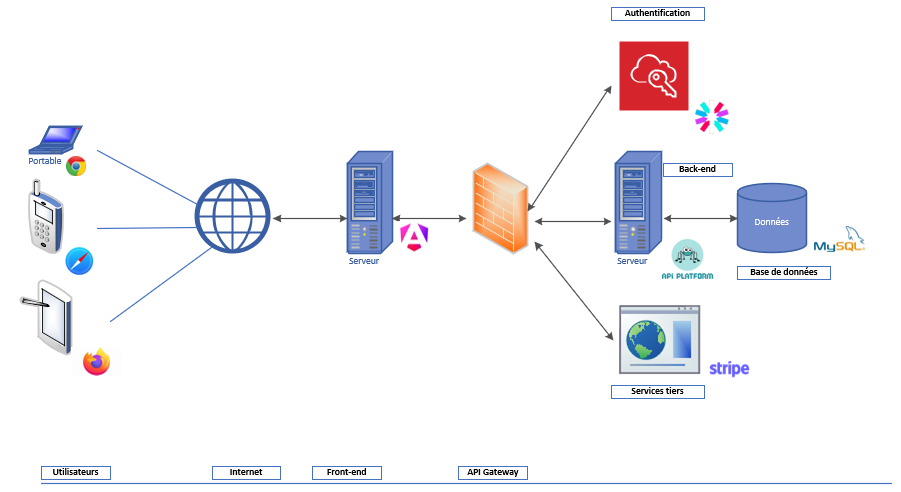 Authentification
Portable
Back-end
Données
Serveur
Serveur
MySQL
API PLATFORM
Base de données
stripe
Services tiers
Utilisateurs
Internet
Front-end
API Gateway